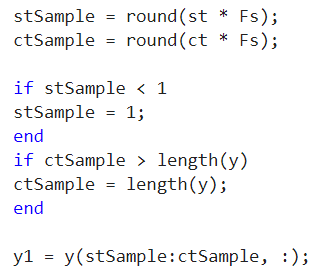 stSample = round(st * Fs);
ctSample = round(ct * Fs);
if stSample < 1
stSample = 1;
end
if ctSample > length(y)
ctSample = length(y);
end
y1 = y(stSample:ctSample, :);